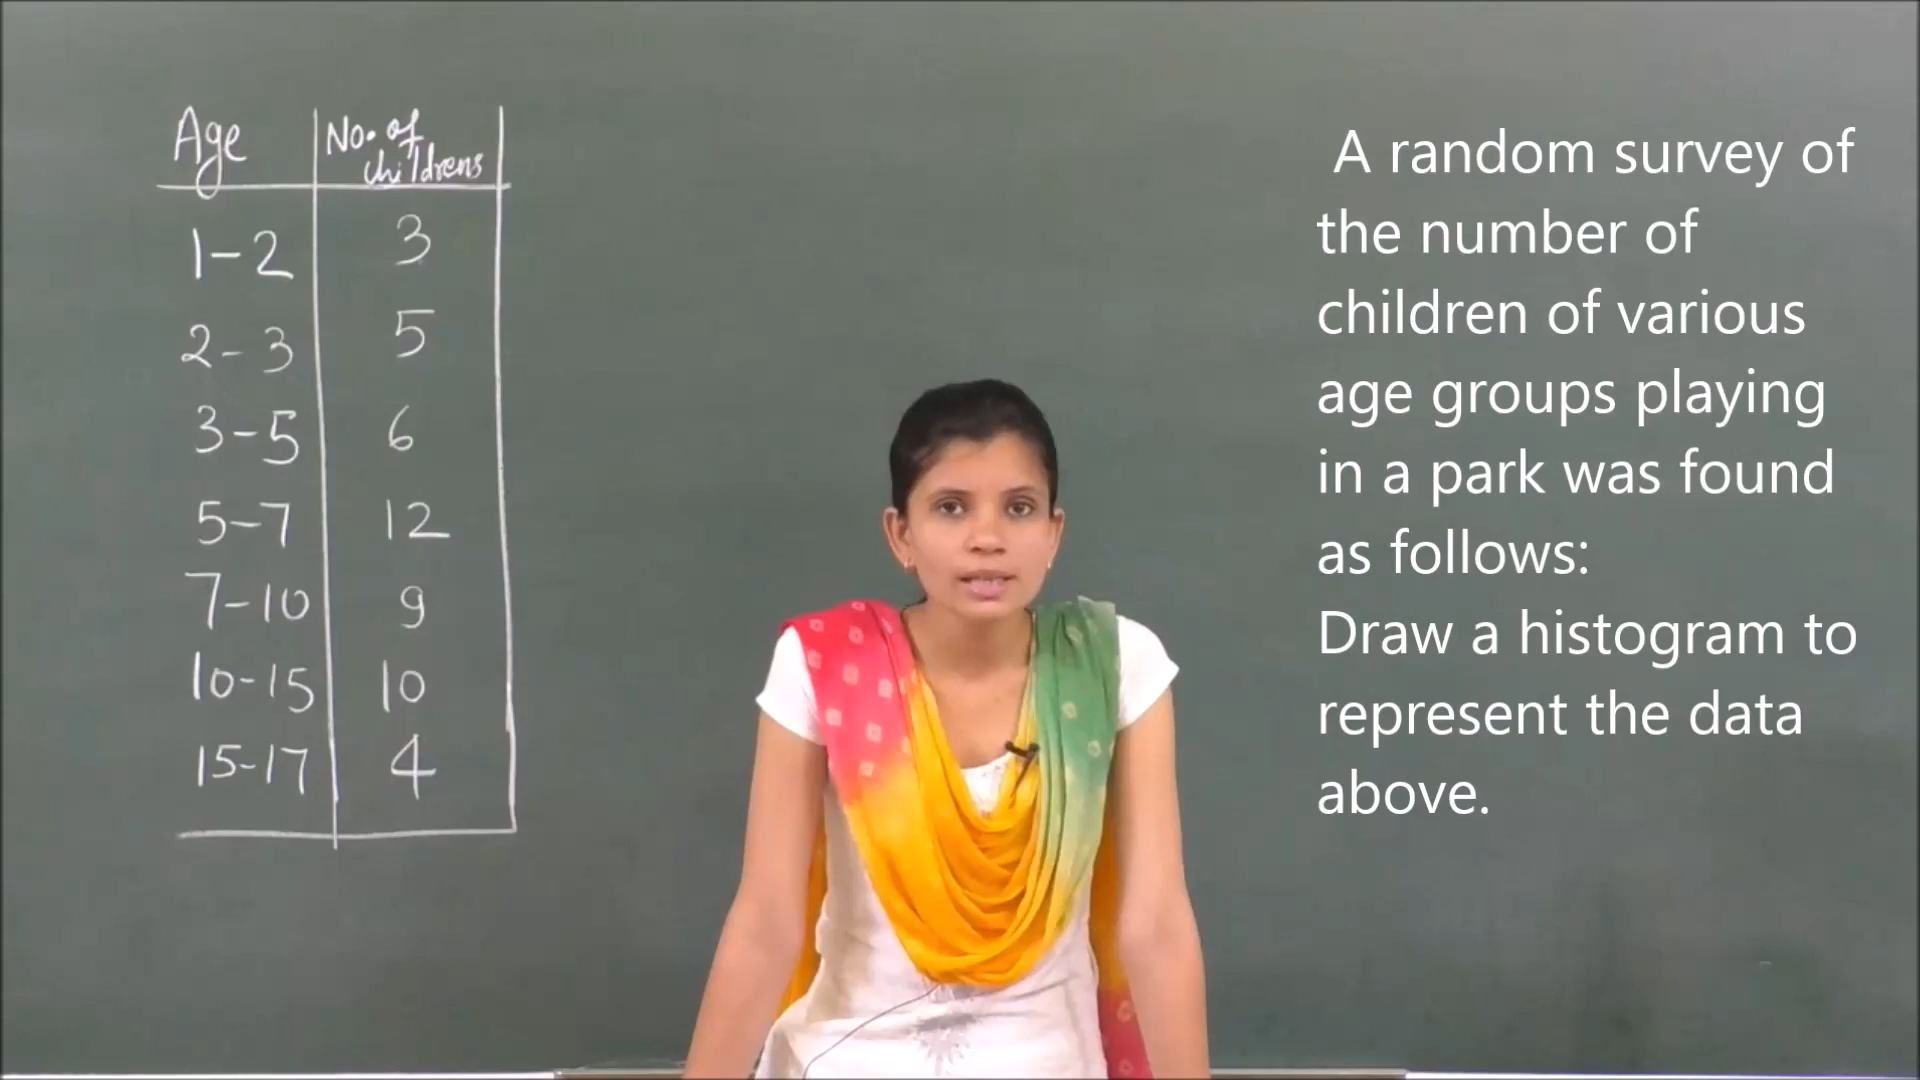 Age No. of
childrens
1-2 3
2-3 5
3-5 6
5-7 12
7-10 9
10-15 10
15-17 4
A random survey of
the number of
children of various
age groups playing
in a park was found
as follows:
Draw a histogram to
represent the data
above.